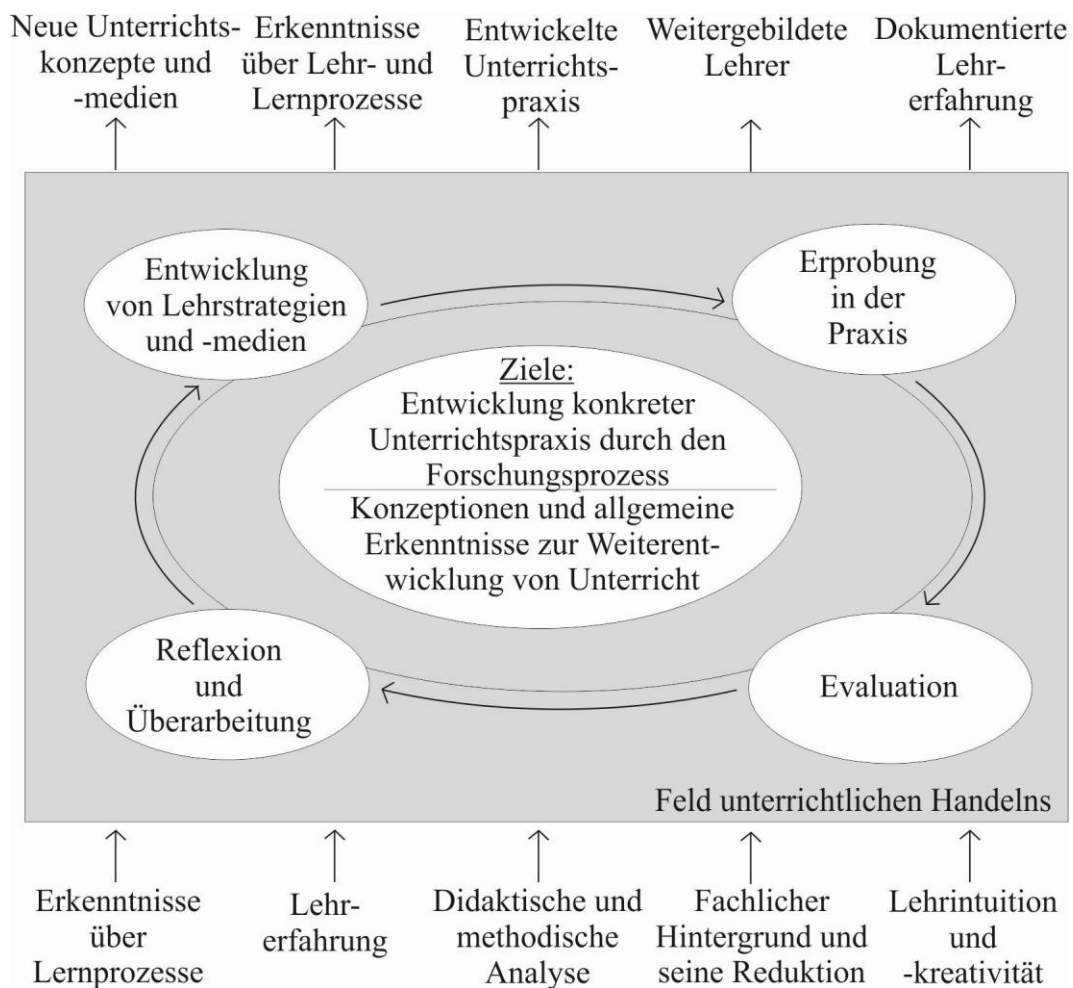 Neue Unterrichts-
konzepte und
-medien
Erkenntnisse
über Lehr- und
Lernprozesse
Entwickelte
Unterrichts-
praxis
Weitergebildete
Lehrer
Dokumentierte
Lehr-
erfahrung
Entwicklung
von Lehrstrategien
und -medien
Erprobung
in der
Praxis
Ziele:
Entwicklung konkreter
Unterrichtspraxis durch den
Forschungsprozess
Konzeptionen und allgemeine
Erkenntnisse zur Weiterent-
wicklung von Unterricht
Reflexion
und
Überarbeitung
Evaluation
Feld unterrichtlichen Handelns
Erkenntnisse
über
Lernprozesse
Lehr-
erfahrung
Didaktische und
methodische
Analyse
Fachlicher
Hintergrund und
seine Reduktion
Lehrintuition
und
-kreativität